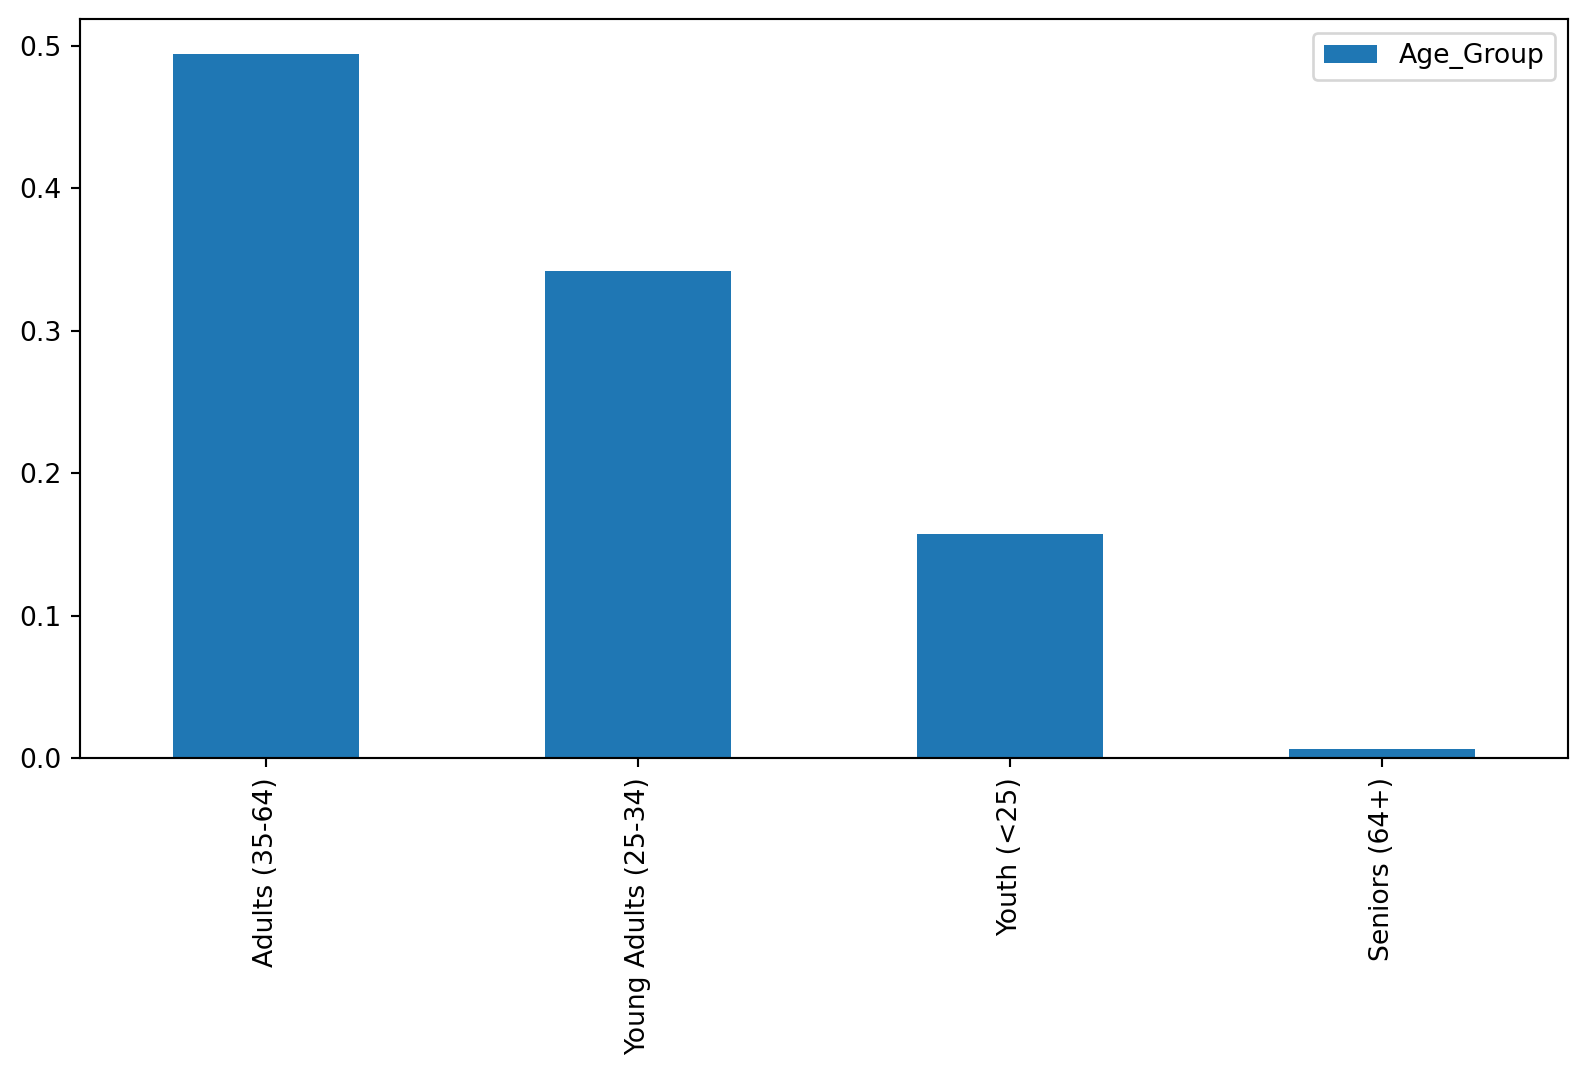 Age_Group
0.5
0.4
0.3
0.2
0.1
0.0
Adults (35-64)
Young Adults (25-34)
Youth (<25)
Seniors (64+)